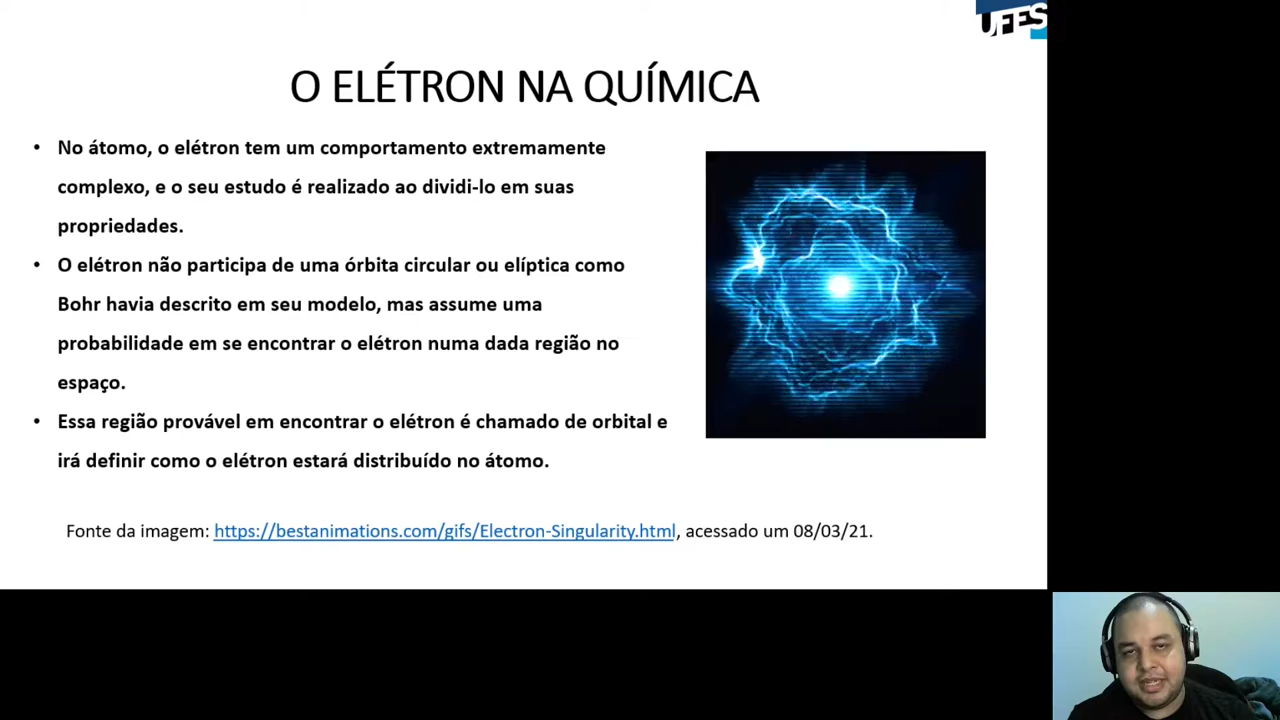 UFES
O ELÉTRON NA QUÍMICA
• No átomo, o elétron tem um comportamento extremamente
complexo, e o seu estudo é realizado ao dividi-lo em suas
propriedades.
• O elétron não participa de uma órbita circular ou elíptica como
Bohr havia descrito em seu modelo, mas assume uma
probabilidade em se encontrar o elétron numa dada região no
espaço.
• Essa região provável em encontrar o elétron é chamado de orbital e
irá definir como o elétron estará distribuído no átomo.
Fonte da imagem: https://bestanimations.com/gifs/Electron-Singularity.html, acessado um 08/03/21.